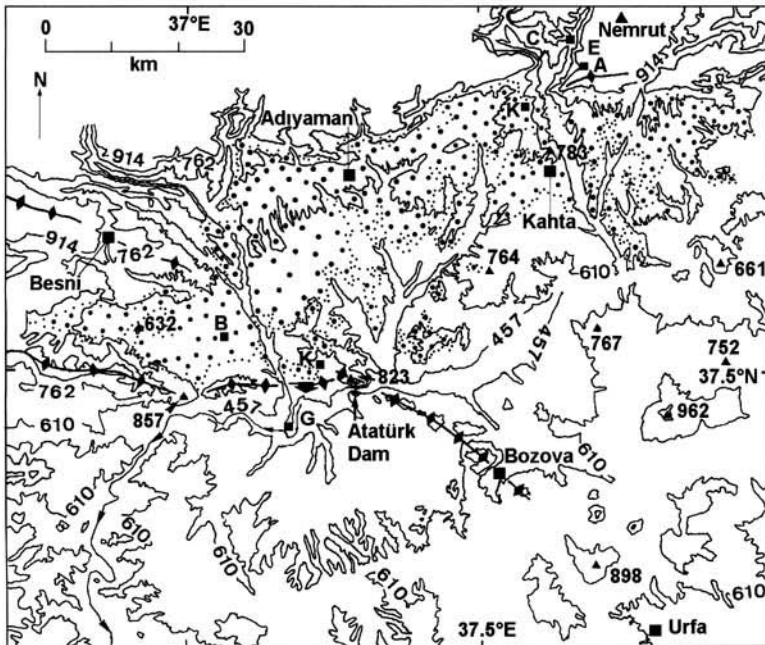 0
37°E
30
km
N
C
Nemrut
E
A
914
Adıyaman
K
914
762
783
Kahta
914
762
Besni
764
610
661
632
B
457
457
767
752
K
37.5°N
823
762
857
457
962
610
G
Atatürk
Dam
Bozova
610
610
610
610
610
898
610
37.5°E
Urfa